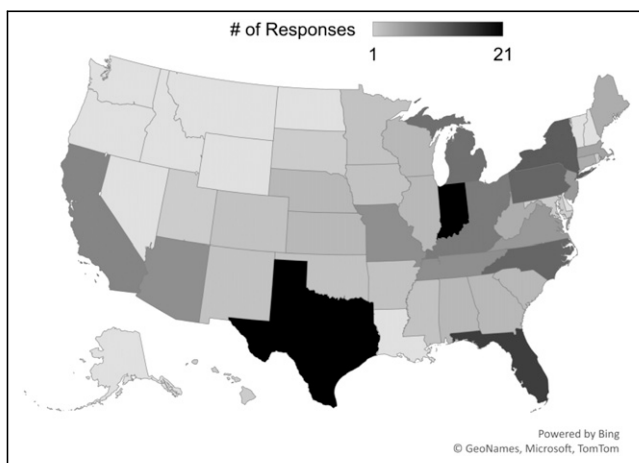 # of Responses
1 21
Powered by Bing
© GeoNames, Microsoft, TomTom